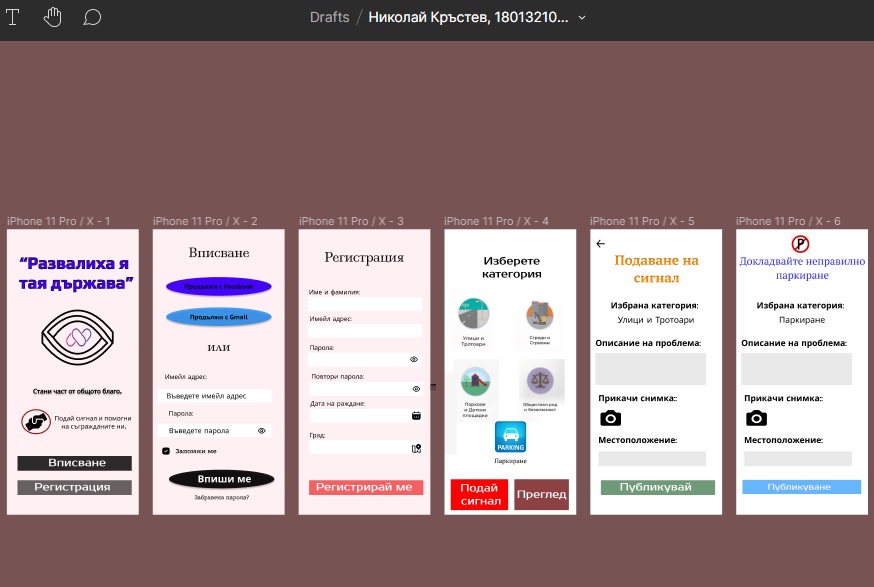 Drafts / Николай Кръстев, 18013210...
iPhone 11 Pro / X - 1
“Развалиха я
тая държава”
Стани част от общото благо.
Подай сигнал и помогни
на съгражданите ни.
Вписване
Регистрация
iPhone 11 Pro / X - 2
Вписване
Продължи с Facebook
Продължи с Gmail
или
Имейл адрес:
Въведете имейл адрес
Парола:
Въведете парола
Запомни ме
Впиши ме
Забравена парола?
iPhone 11 Pro / X - 3
Регистрация
Име и фамилия:
Имейл адрес:
Парола:
Повтори парола:
Дата на раждане:
Град:
Регистрирай ме
iPhone 11 Pro / X - 4
Изберете
категория
Улици и
Тротоари
Сгради и
Строежи
Паркове
и Детски
площадки
Обществен ред
и безопасност
PARKING
Паркиране
Подай
сигнал
Преглед
iPhone 11 Pro / X - 5
Подаване на
сигнал
Избрана категория:
Улици и Тротоари
Описание на проблема:
Прикачи снимка:
Местоположение:
Публикувай
iPhone 11 Pro / X - 6
P
Докладвайте неправилно
паркиране
Избрана категория:
Паркиране
Описание на проблема:
Прикачи снимка:
Местоположение:
Публикуване